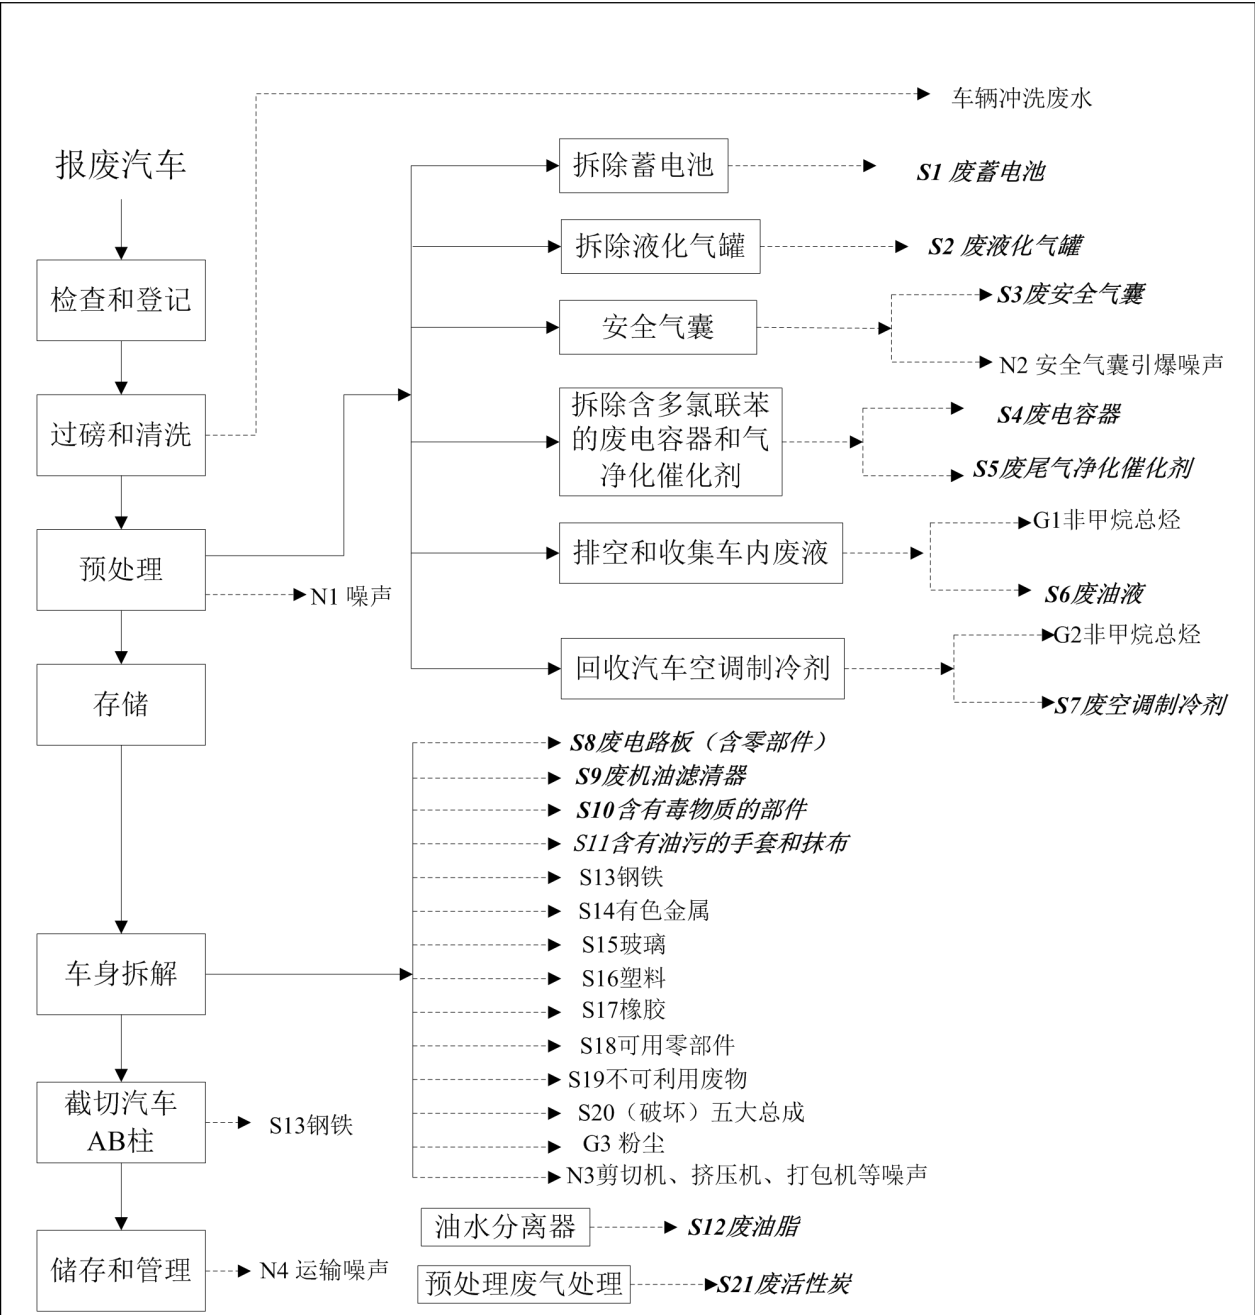 车辆冲洗废水
报废汽车
拆除蓄电池
S1 废蓄电池
拆除液化气罐
S2 废液化气罐
检查和登记
安全气囊
S3废安全气囊
N2 安全气囊引爆噪声
过磅和清洗
拆除含多氯联苯
的废电容器和气
净化催化剂
S4废电容器
S5废尾气净化催化剂
预处理
N1 噪声
排空和收集车内废液
G1非甲烷总烃
S6废油液
存储
回收汽车空调制冷剂
G2非甲烷总烃
S7废空调制冷剂
S8废电路板（含零部件）
S9废机油滤清器
S10含有毒物质的部件
S11含有油污的手套和抹布
S13钢铁
S14有色金属
S15玻璃
车身拆解
S16塑料
S17橡胶
S18可用零部件
S19不可利用废物
S20（破坏）五大总成
G3 粉尘
N3剪切机、挤压机、打包机等噪声
截切汽车
AB柱
S13钢铁
油水分离器
S12废油脂
储存和管理
N4 运输噪声
预处理废气处理
S21废活性炭